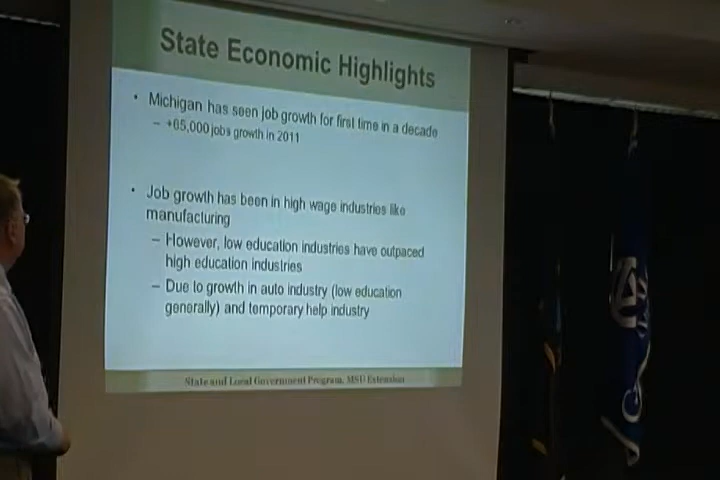 State Economic Highlights
• Michigan has seen job growth for first time in a decade
– +65,000 jobs growth in 2011
• Job growth has been in high wage industries like
manufacturing
– However, low education industries have outpaced
high education industries
– Due to growth in auto industry (low education
generally) and temporary help industry
State and Local Government Program, MSU Extension